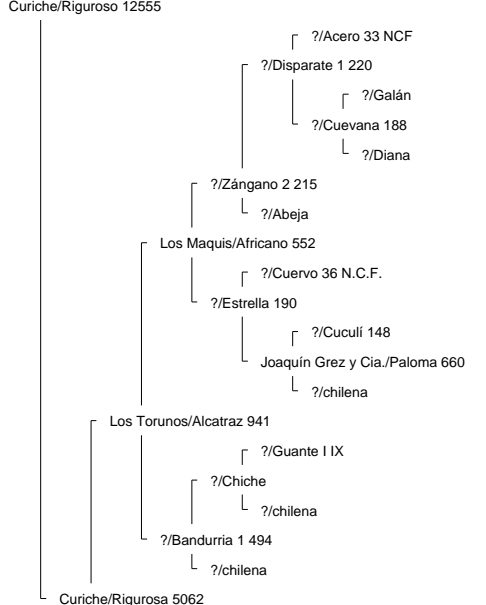 Curiche/Riguroso 12555
?/Acero 33 NCF
?/Disparate 1 220
?/Galán
?/Cuevana 188
?/Diana
?/Zángano 2 215
?/Abeja
Los Maquis/Africano 552
?/Cuervo 36 N.C.F.
?/Estrella 190
?/Cuculí 148
Joaquín Grez y Cia./Paloma 660
?/chilena
Los Torunos/Alcatraz 941
?/Guante I IX
?/Chiche
?/chilena
?/Bandurria 1 494
?/chilena
Curiche/Rigurosa 5062